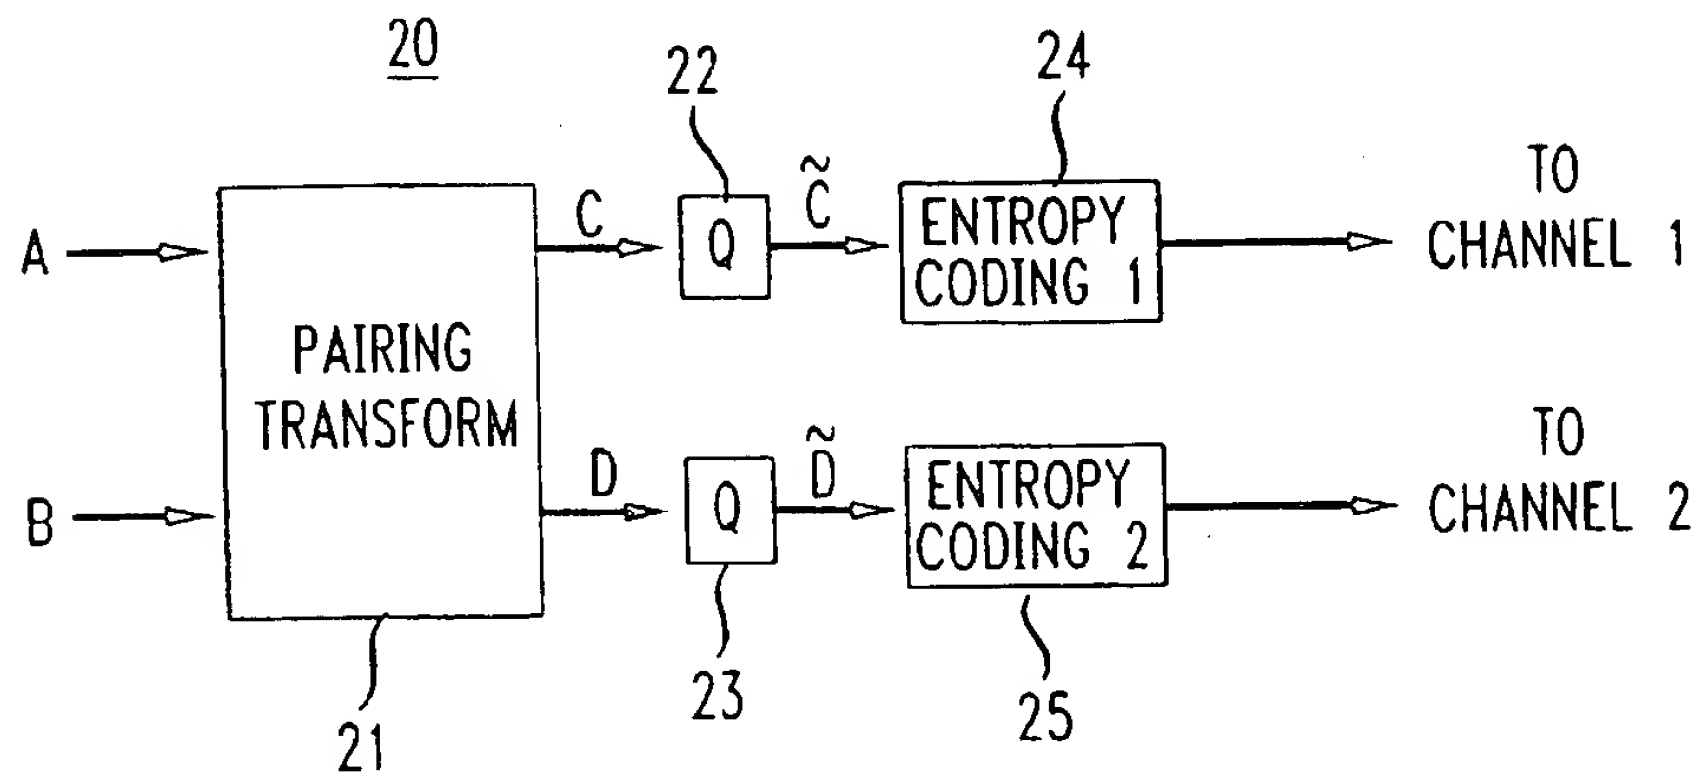 20
22
24
A
PAIRING
TRANSFORM
C
Q
C̃
ENTROPY
CODING 1
TO
CHANNEL 1
B
D
Q
D̃
ENTROPY
CODING 2
TO
CHANNEL 2
21
23
25